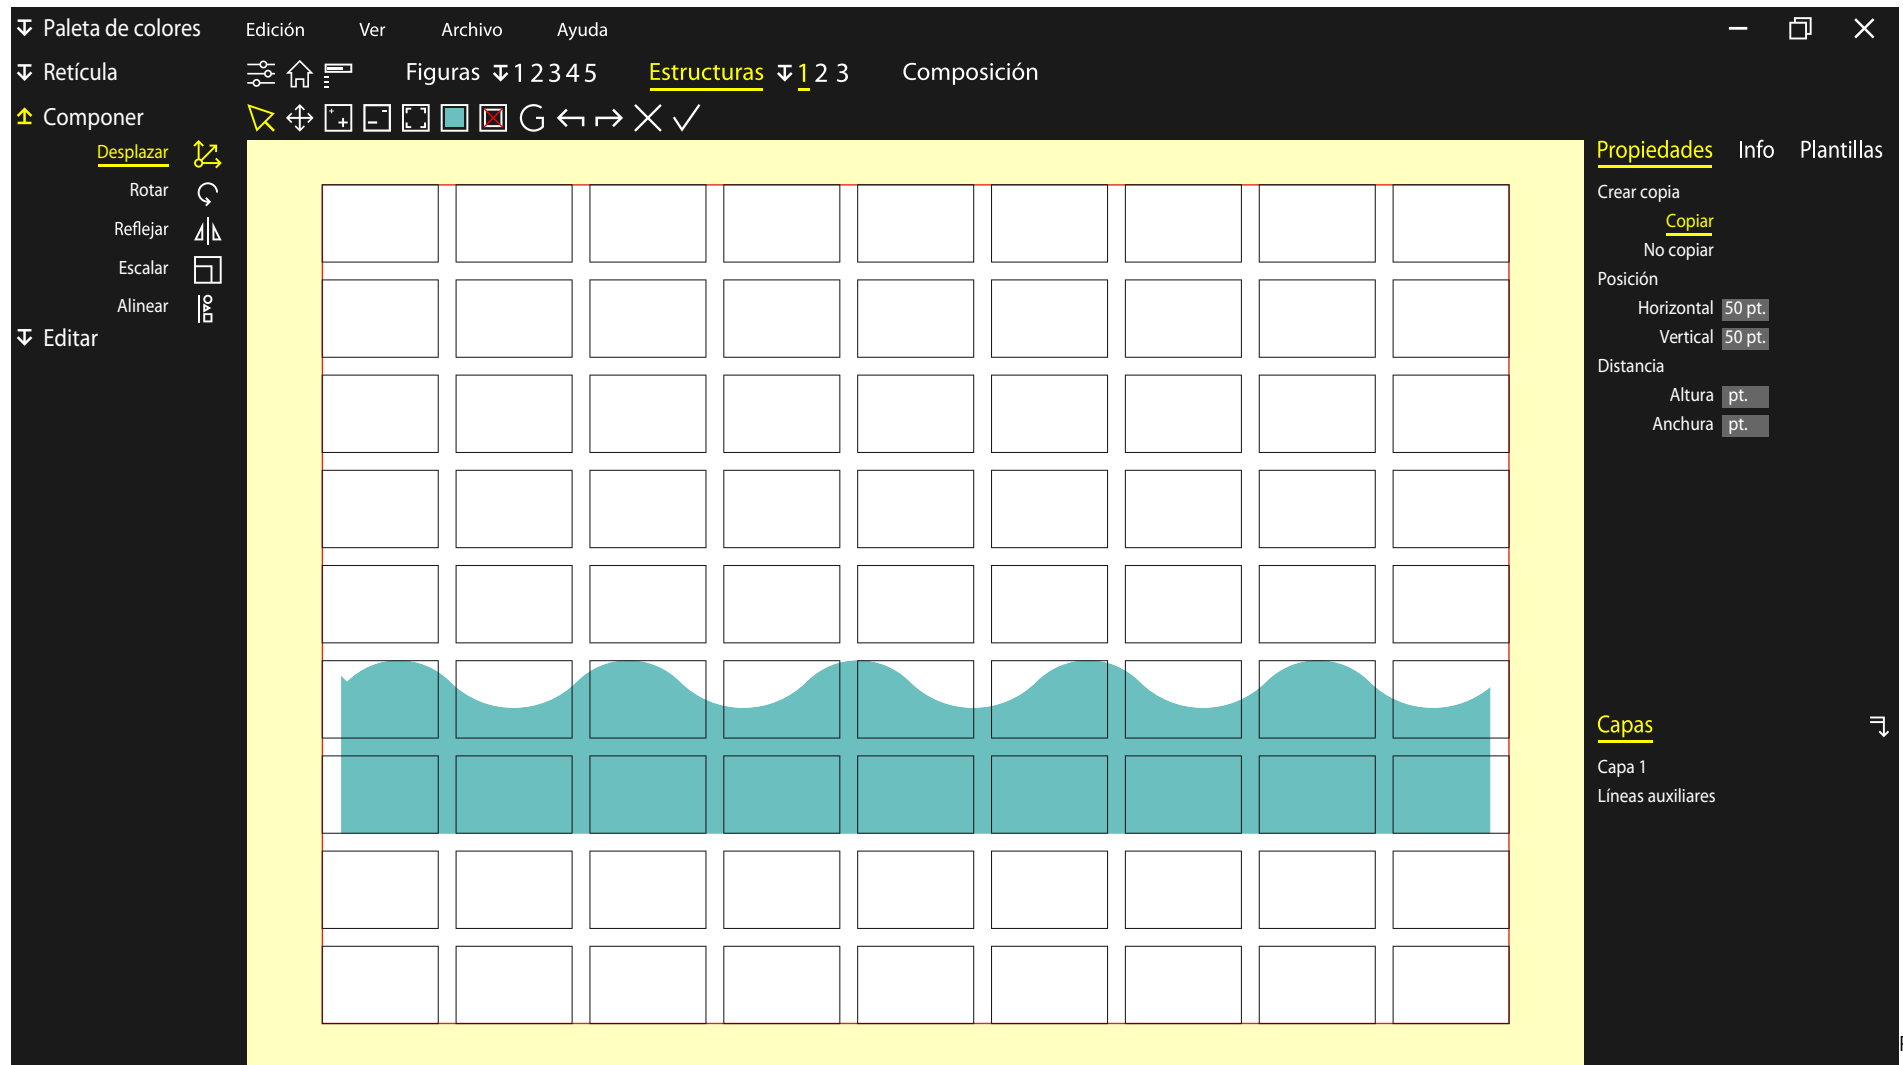 Paleta de colores Edición Ver Archivo Ayuda
Retícula Figuras 1 2 3 4 5 Estructuras 1 2 3 Composición
Componer
Desplazar
Rotar
Reflejar
Escalar
Alinear
Editar
Propiedades Info Plantillas
Crear copia
Copiar
No copiar
Posición
Horizontal 50 pt.
Vertical 50 pt.
Distancia
Altura pt.
Anchura pt.
Capas
Capa 1
Líneas auxiliares